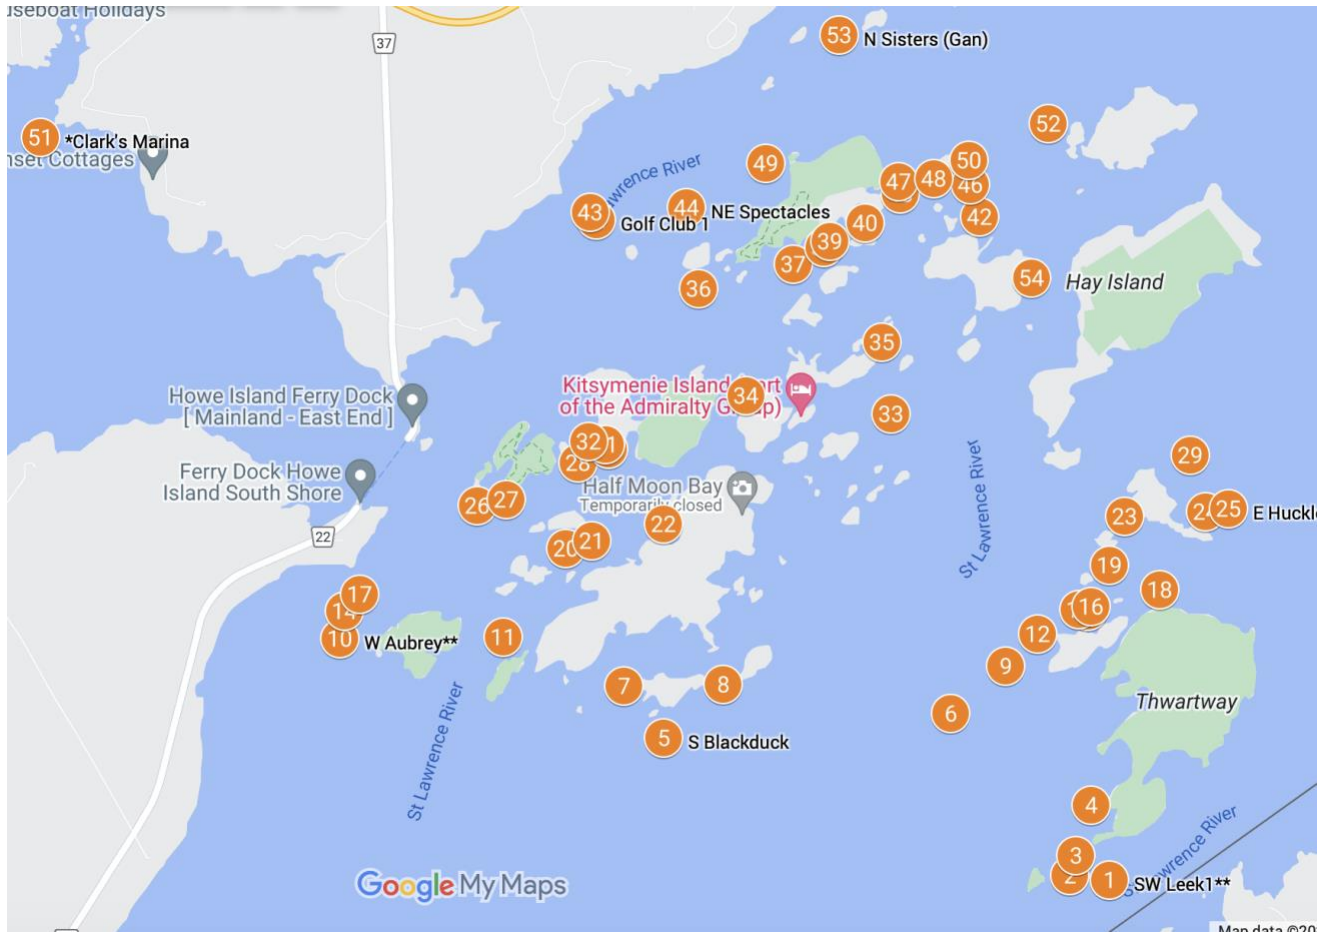 useboat Holidays
37
53 N Sisters (Gan)
51 *Clark's Marina
nset Cottages
52
49
50
47
48
46
43
44 NE Spectacles
Golf Club 1
wrence River
40
42
39
37
36
54
Hay Island
35
Kitsymenie Island
of the Admiralty
34
33
Howe Island Ferry Dock
[ Mainland - East End ]
32
28
29
Ferry Dock Howe
Island South Shore
Half Moon Bay
Temporarily closed
26
27
22
St Lawrence River
23
24
25 E Huckl
22
20
21
19
17
14
18
16
10 W Aubrey**
11
12
9
7
8
6
Thwartway
5 S Blackduck
St Lawrence River
4
3
2
1 SW Leek1**
River
Google My Maps
Map data ©20